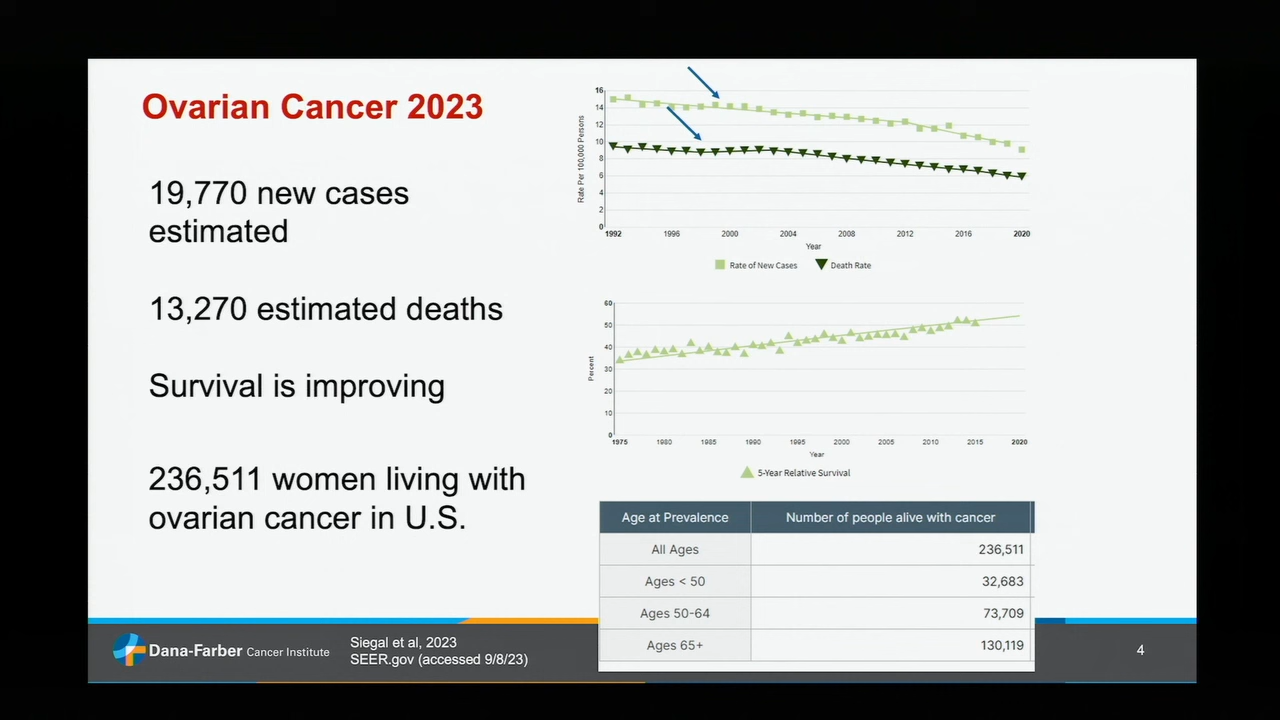 Ovarian Cancer 2023
19,770 new cases
estimated
13,270 estimated deaths
Survival is improving
236,511 women living with
ovarian cancer in U.S.
Rate Per 100,000 Persons
16
14
12
10
8
6
4
2
0
1992 1996 2000 2004 2008 2012 2016 2020
Year
Rate of New Cases Death Rate
Percent
60
50
40
30
20
10
0
1975 1980 1985 1990 1995 2000 2005 2010 2015 2020
Year
5-Year Relative Survival
Age at Prevalence Number of people alive with cancer
All Ages 236,511
Ages < 50 32,683
Ages 50-64 73,709
Ages 65+ 130,119
Dana-Farber Cancer Institute
Siegal et al, 2023
SEER.gov (accessed 9/8/23)
4